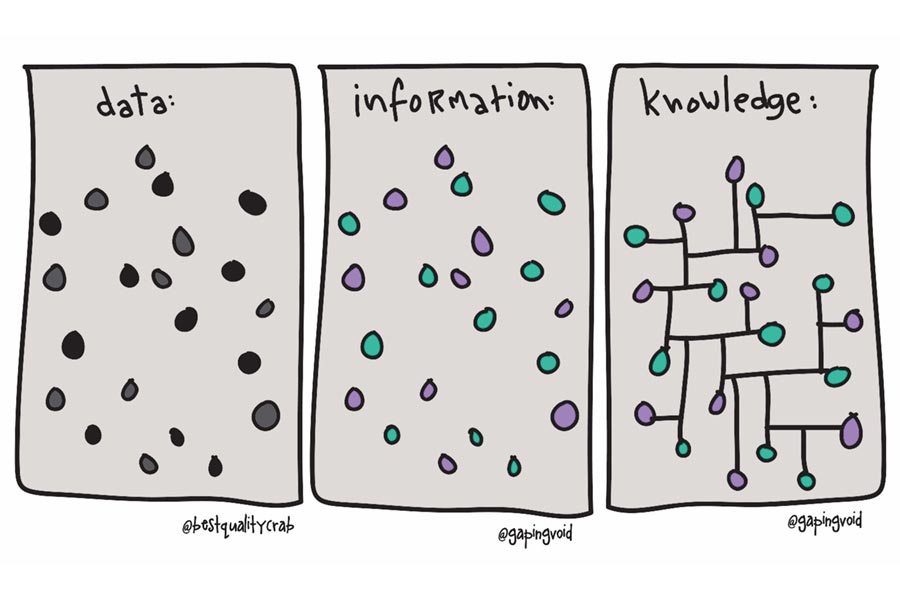 data:
information:
knowledge:
@bestqualitycrab
@gapingvoid
@gapingvoid